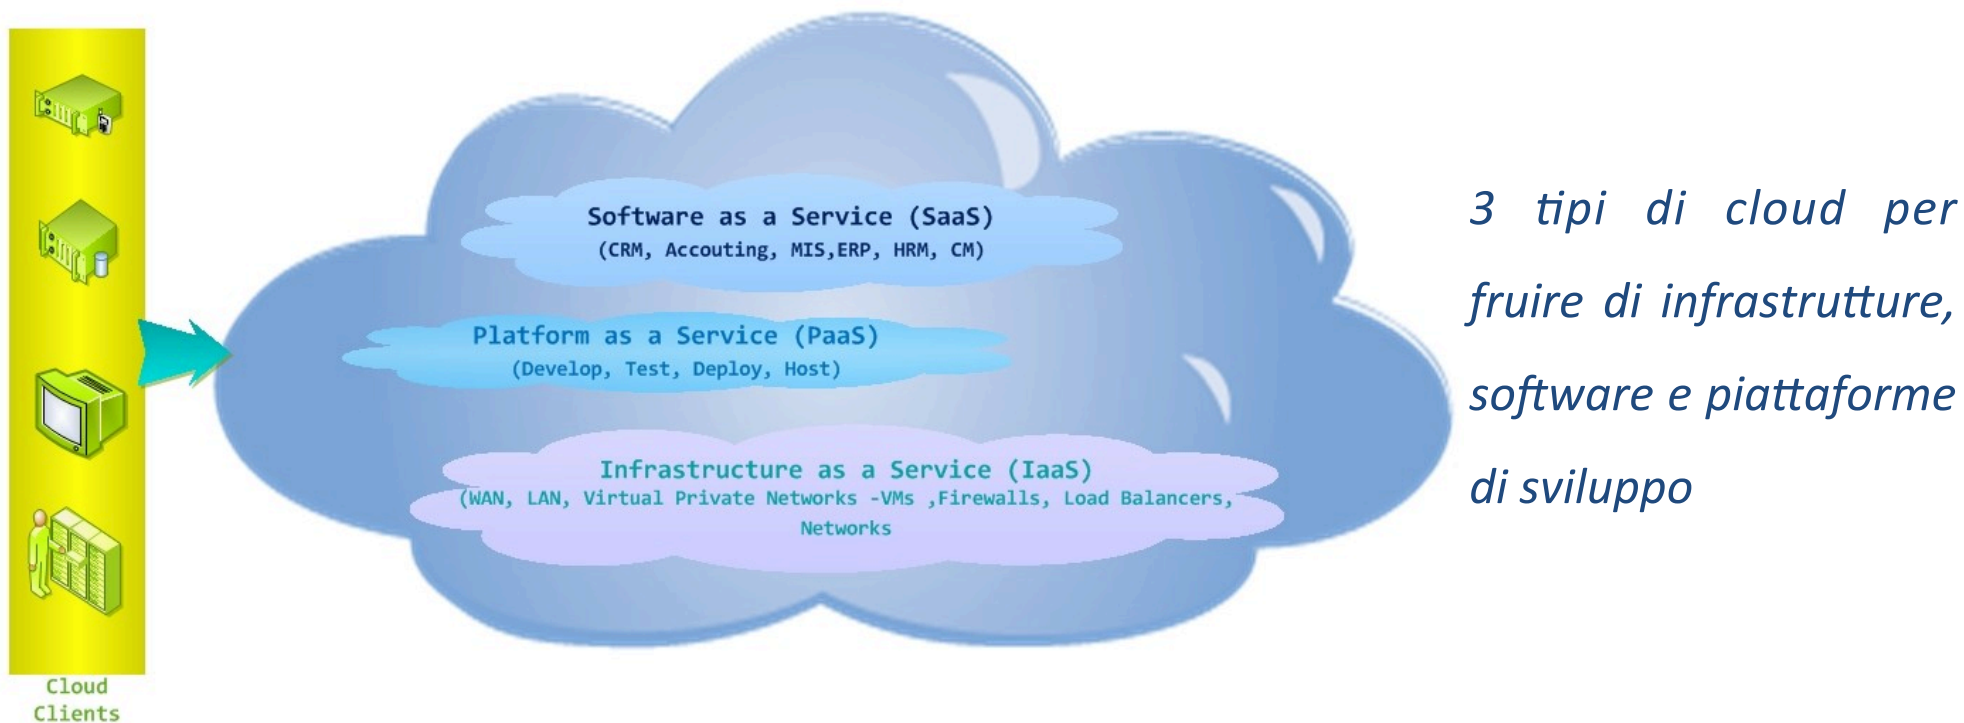 Software as a Service (SaaS)
(CRM, Accouting, MIS,ERP, HRM, CM)
Platform as a Service (PaaS)
(Develop, Test, Deploy, Host)
Infrastructure as a Service (IaaS)
(WAN, LAN, Virtual Private Networks -VMs ,Firewalls, Load Balancers,
Networks
Cloud
Clients
3 tipi di cloud per
fruire di infrastrutture,
software e piattaforme
di sviluppo